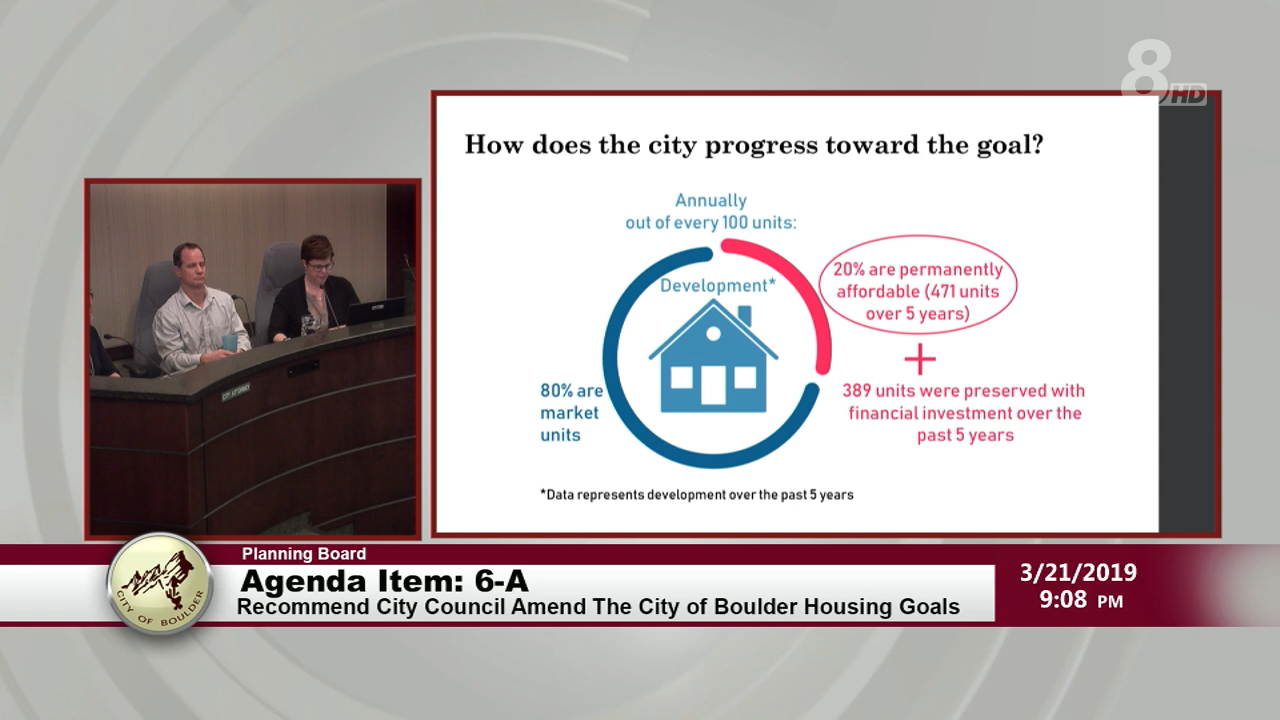 8HD
How does the city progress toward the goal?
Annually
out of every 100 units:
Development*
20% are permanently
affordable (471 units
over 5 years)
+
389 units were preserved with
financial investment over the
past 5 years
80% are
market
units
*Data represents development over the past 5 years
CITY ATTORNEY
Planning Board
Agenda Item: 6-A
Recommend City Council Amend The City of Boulder Housing Goals
CITY OF BOULDER
3/21/2019
9:08 PM